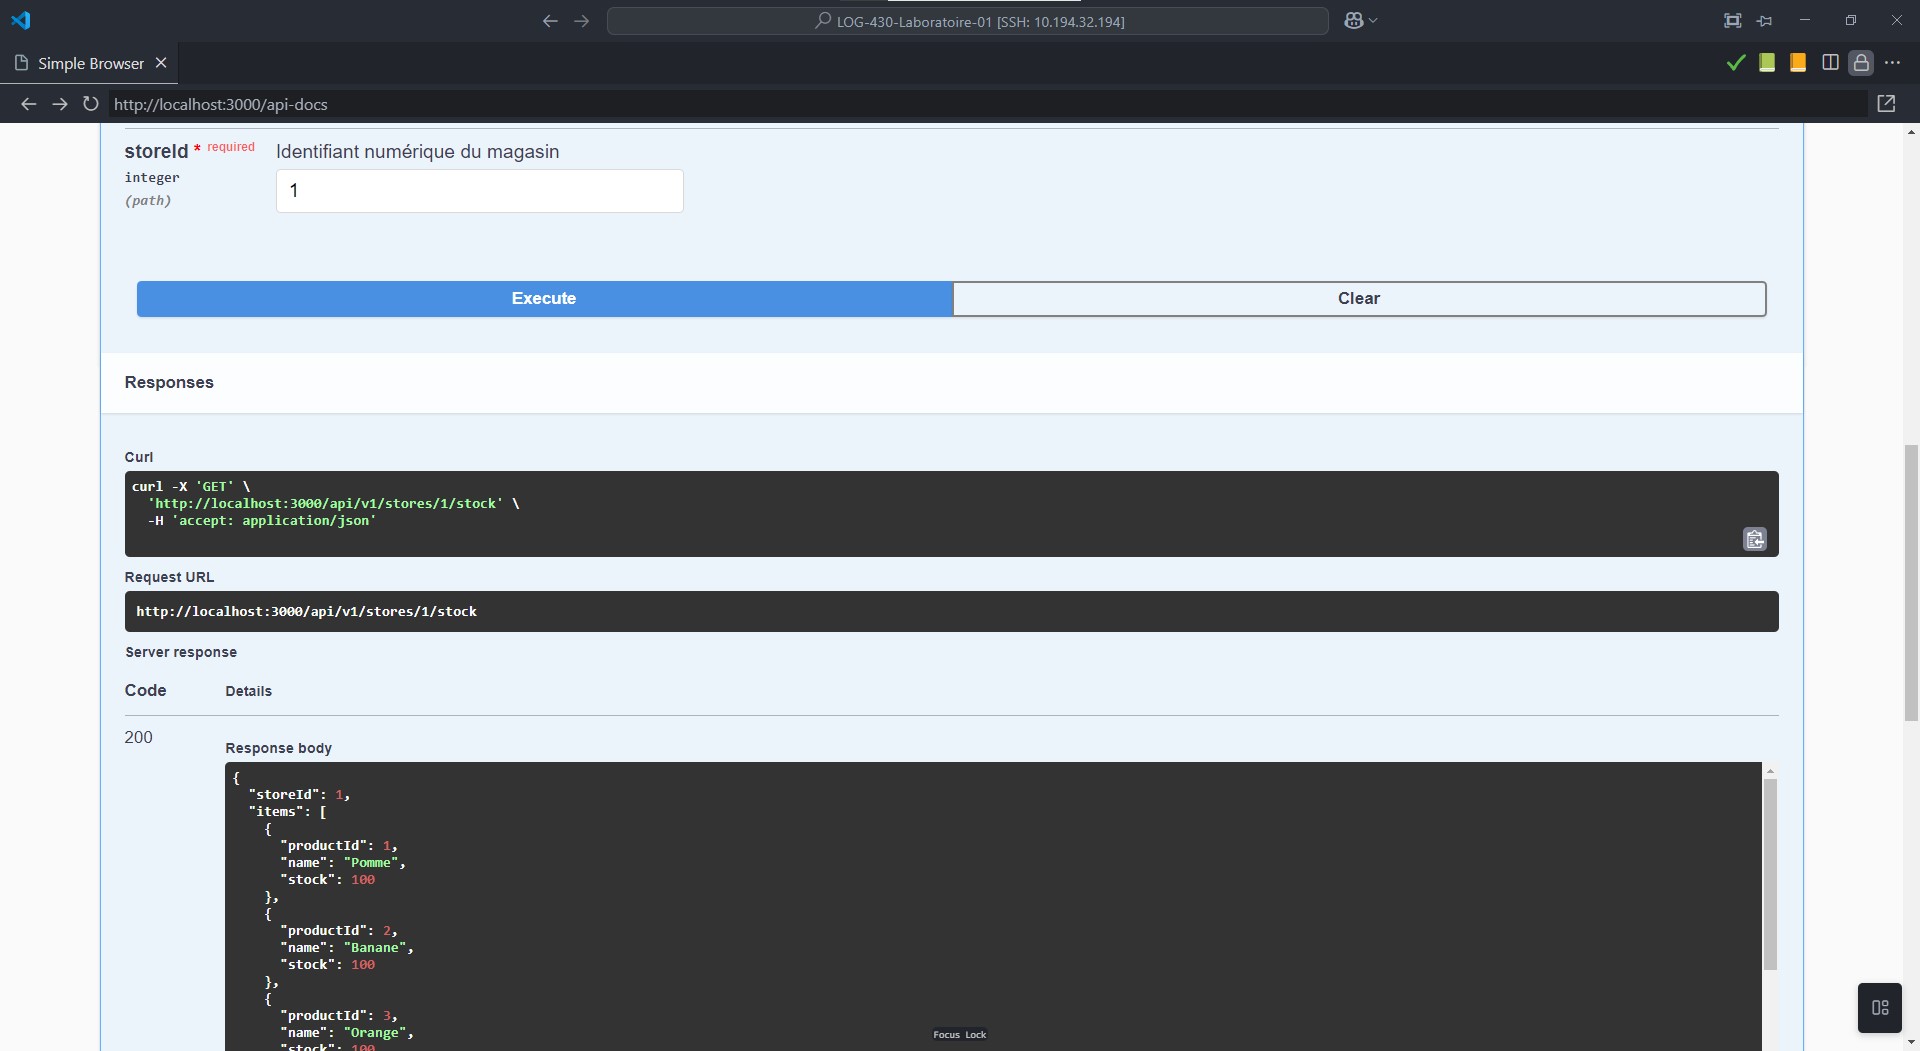 LOG-430-Laboratoire-01 [SSH: 10.194.32.194]
Simple Browser
http://localhost:3000/api-docs
storeId * required
Identifiant numérique du magasin
integer
(path)
1
Execute
Clear
Responses
Curl
curl -X 'GET' \
'http://localhost:3000/api/v1/stores/1/stock' \
-H 'accept: application/json'
Request URL
http://localhost:3000/api/v1/stores/1/stock
Server response
Code Details
200
Response body
{
"storeId": 1,
"items": [
{
"productId": 1,
"name": "Pomme",
"stock": 100
},
{
"productId": 2,
"name": "Banane",
"stock": 100
},
{
"productId": 3,
"name": "Orange",
"stock": 100
Focus Lock